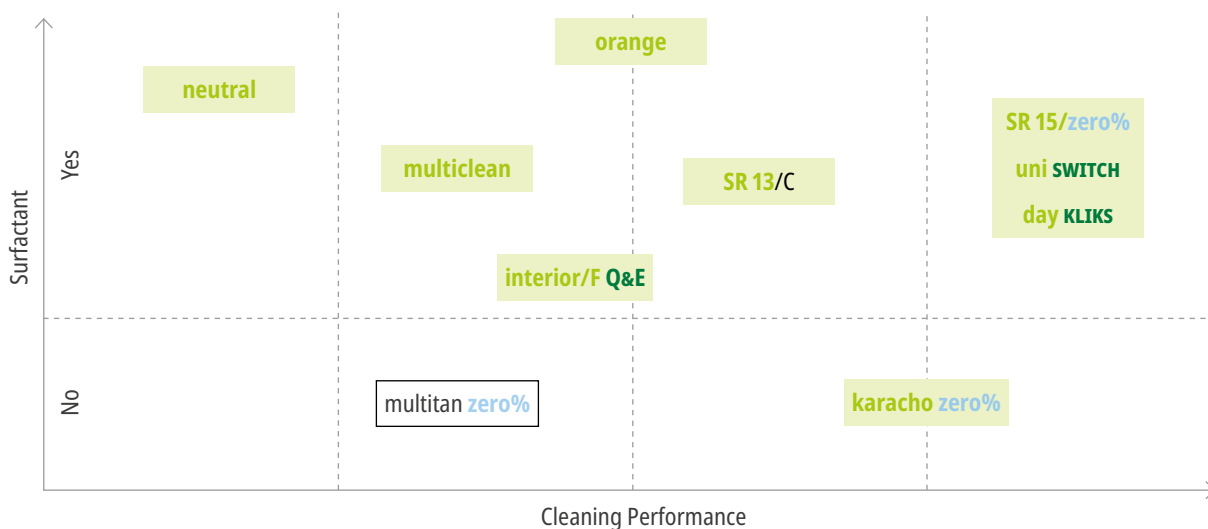 orange
neutral
SR 15/zero%
multiclean
uni SWITCH
SR 13/C
day KLIKS
interior/F Q&E
Yes
Surfactant
multitan zero%
karacho zero%
No
Cleaning Performance